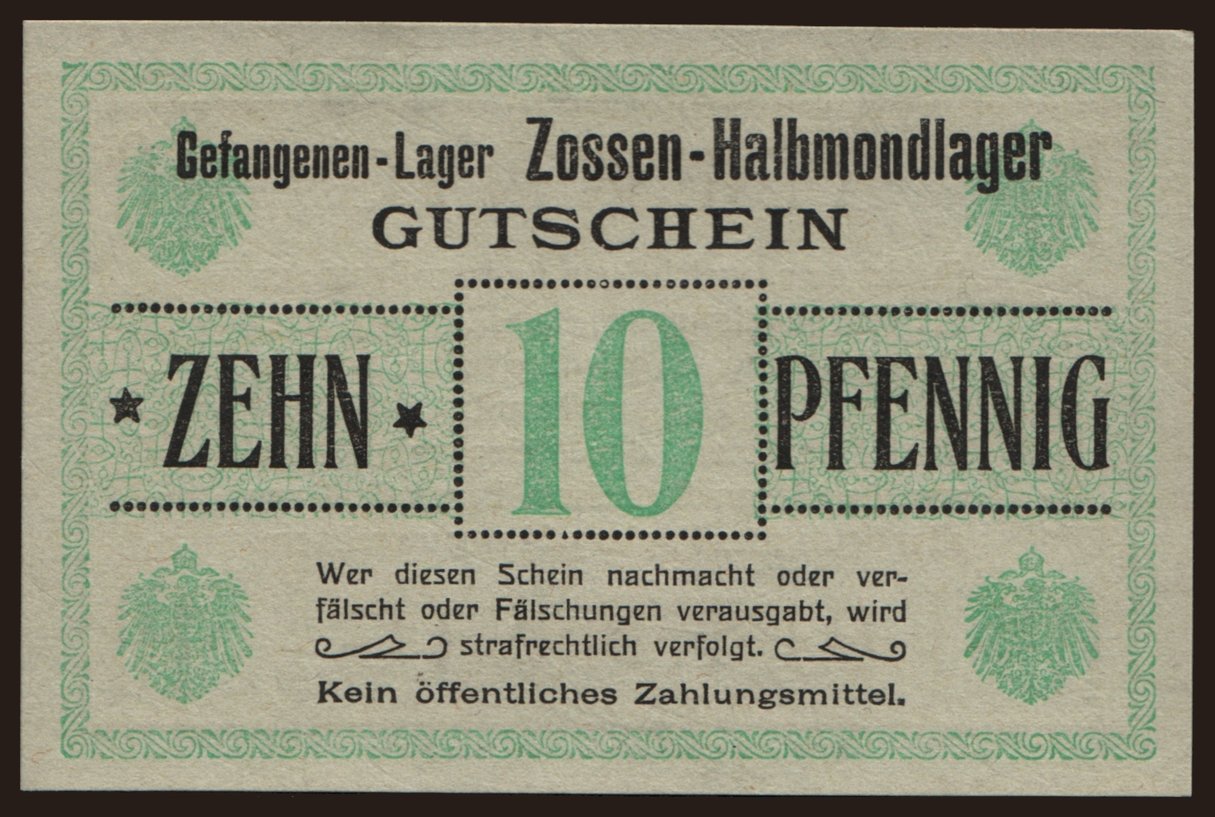 Gefangenen-Lager Zossen-Halbmondlager
GUTSCHEIN
★ ZEHN ★ 10 PFENNIG
Wer diesen Schein nachmacht oder ver-
fälscht oder Fälschungen verausgabt, wird
strafrechtlich verfolgt.
Kein öffentliches Zahlungsmittel.